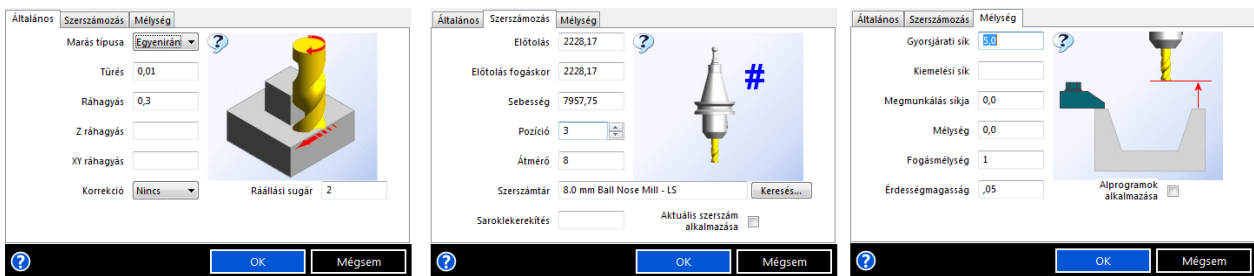 Általános Szerszámozás Mélység
Marás típusa Egyenirán
?
Tűrés 0,01
Ráhagyás 0,3
Z ráhagyás
XY ráhagyás
Korrekció Nincs Ráállási sugár 2
? OK Mégsem
Általános Szerszámozás Mélység
Előtolás 2228,17
?
Előtolás fogáskor 2228,17
#
Sebesség 7957,75
Pozíció 3
Átmérő 8
Szerszámtár 8.0 mm Ball Nose Mill - LS Keresés...
Saroklekerekítés Aktuális szerszám
alkalmazása
? OK Mégsem
Általános Szerszámozás Mélység
Gyorsjárati sík 5,0
?
Kiemelési sík
Megmunkálás síkja 0,0
Mélység 0,0
Fogásmélység 1
Érdességmagasság ,05 Alprogramok
alkalmazása
? OK Mégsem